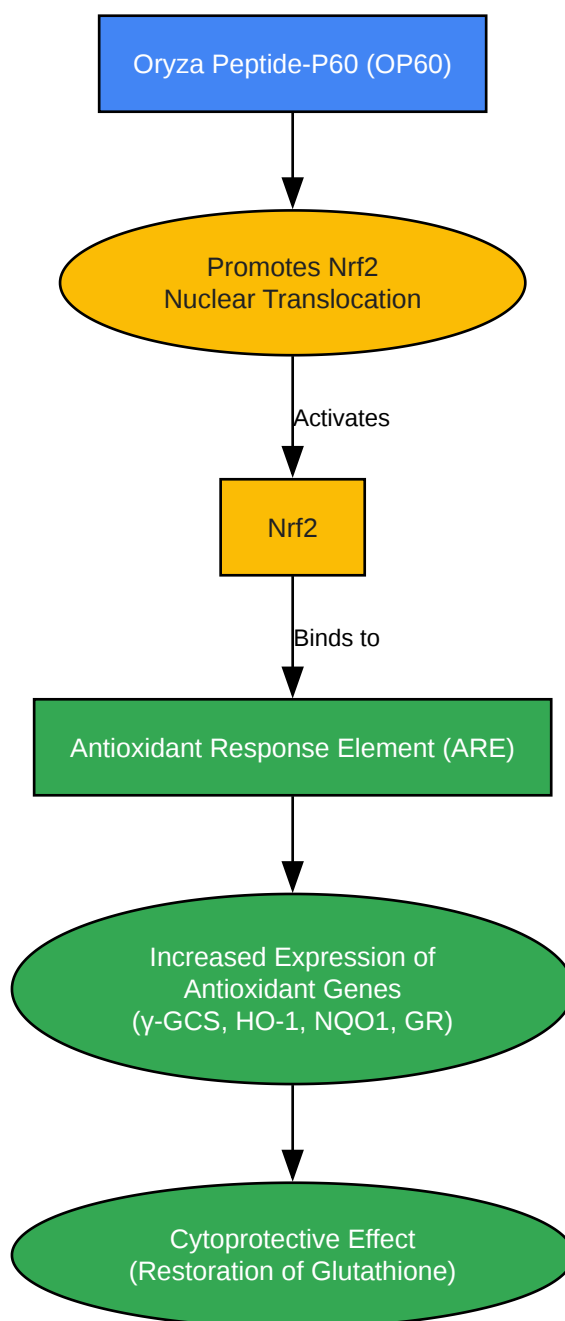 Oryza Peptide-P60 (OP60)
Promotes Nrf2
Nuclear Translocation
Activates
Nrf2
Binds to
Antioxidant Response Element (ARE)
Increased Expression of
Antioxidant Genes
(γ-GCS, HO-1, NQO1, GR)
Cytoprotective Effect
(Restoration of Glutathione)